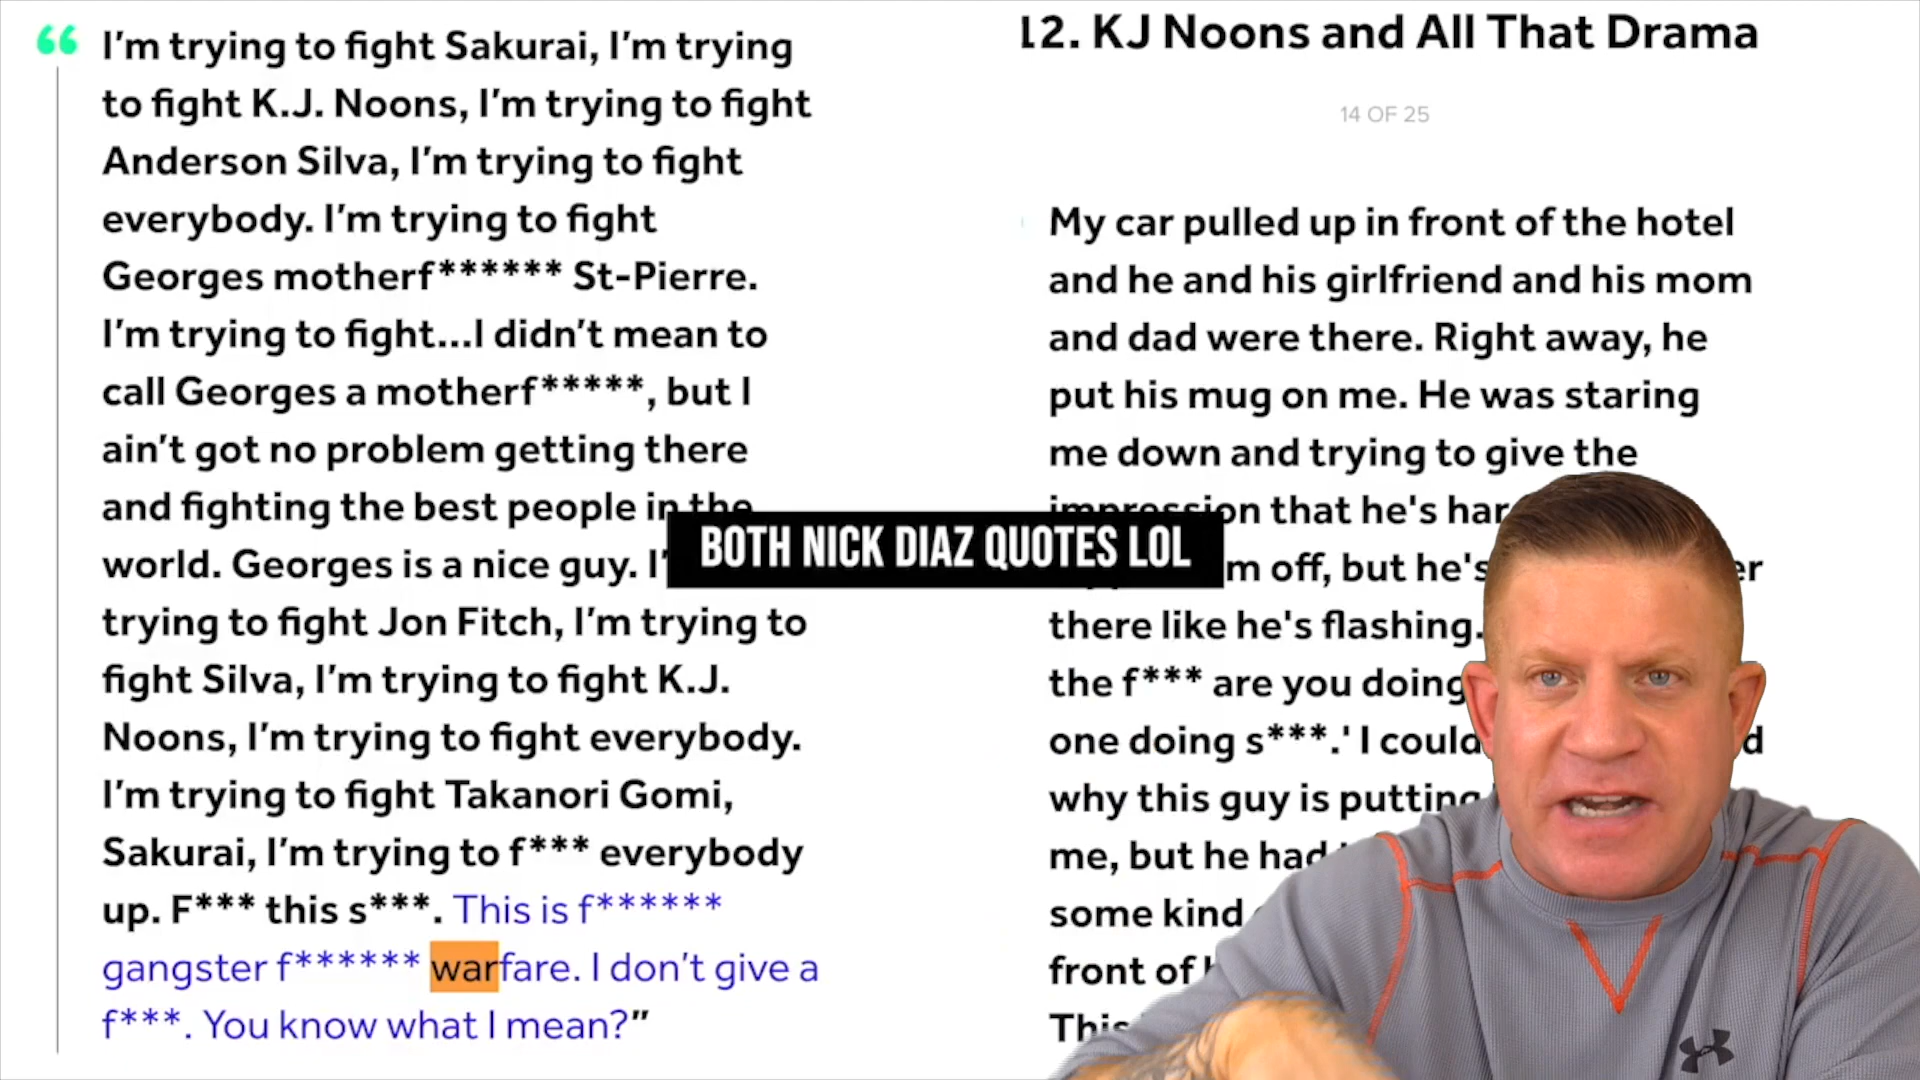 “ I'm trying to fight Sakurai, I'm trying
to fight K.J. Noons, I'm trying to fight
Anderson Silva, I'm trying to fight
everybody. I'm trying to fight
Georges motherf****** St-Pierre.
I'm trying to fight...I didn't mean to
call Georges a motherf*****, but I
ain't got no problem getting there
and fighting the best people in the
world. Georges is a nice guy.
trying to fight Jon Fitch, I'm trying to
fight Silva, I'm trying to fight K.J.
Noons, I'm trying to fight everybody.
I'm trying to fight Takanori Gomi,
Sakurai, I'm trying to f*** everybody
up. F*** this s***. This is f******
gangster f****** warfare. I don't give a
f***. You know what I mean?”
12. KJ Noons and All That Drama
14 OF 25
My car pulled up in front of the hotel
and he and his girlfriend and his mom
and dad were there. Right away, he
put his mug on me. He was staring
me down and trying to give the
impression that he's
off, but he's
there like he's flashing.
the f*** are you doing
one doing s***.' I
why this guy is putting
me, but he had
some kind
front of
BOTH NICK DIAZ QUOTES LOL